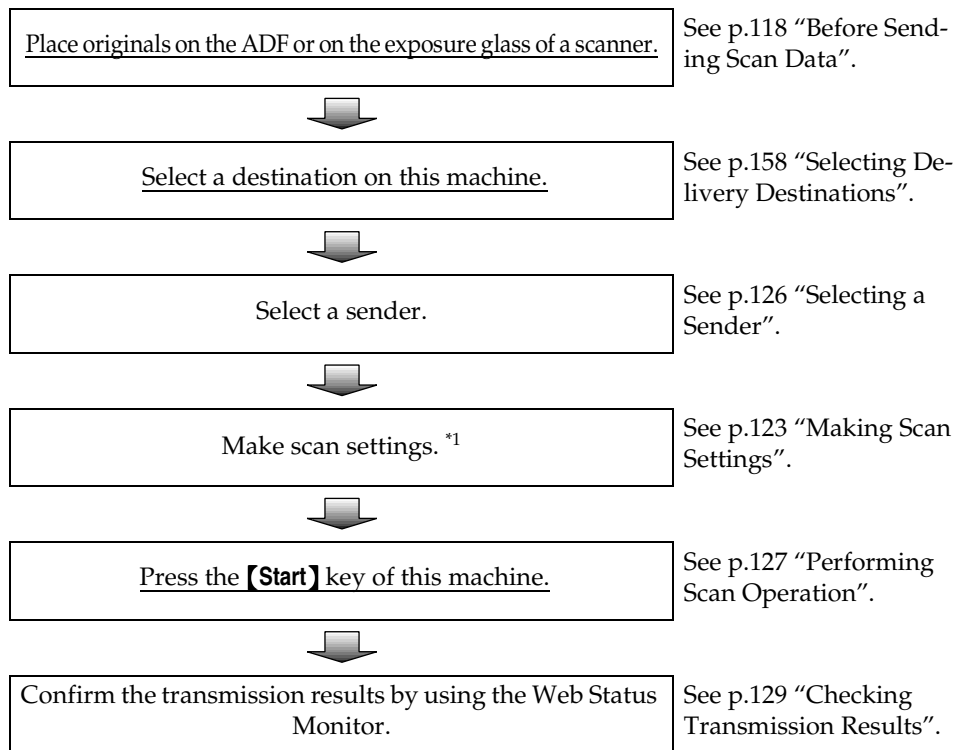 Place originals on the ADF or on the exposure glass of a scanner.
See p.118 “Before Send-
ing Scan Data”.
Select a destination on this machine.
See p.158 “Selecting De-
livery Destinations”.
Select a sender.
See p.126 “Selecting a
Sender”.
Make scan settings. *1
See p.123 “Making Scan
Settings”.
Press the 【Start】 key of this machine.
See p.127 “Performing
Scan Operation”.
Confirm the transmission results by using the Web Status
Monitor.
See p.129 “Checking
Transmission Results”.